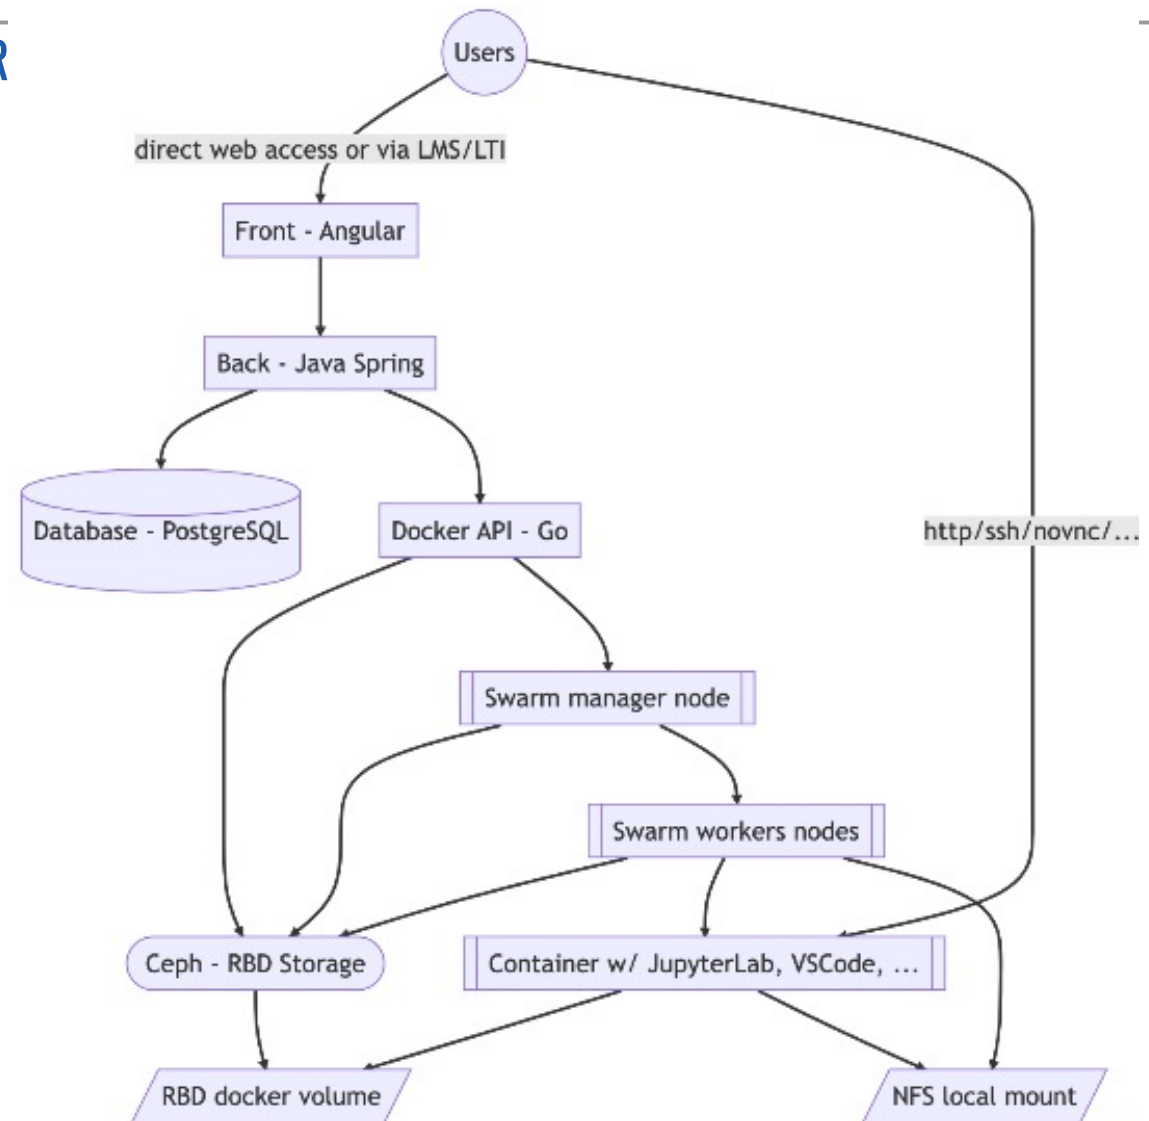 R
Users
direct web access or via LMS/LTI
Front - Angular
Back - Java Spring
Database - PostgreSQL
Docker API - Go
http/ssh/novnc/...
Swarm manager node
Swarm workers nodes
Ceph - RBD Storage
Container w/ JupyterLab, VSCode, ...
RBD docker volume
NFS local mount